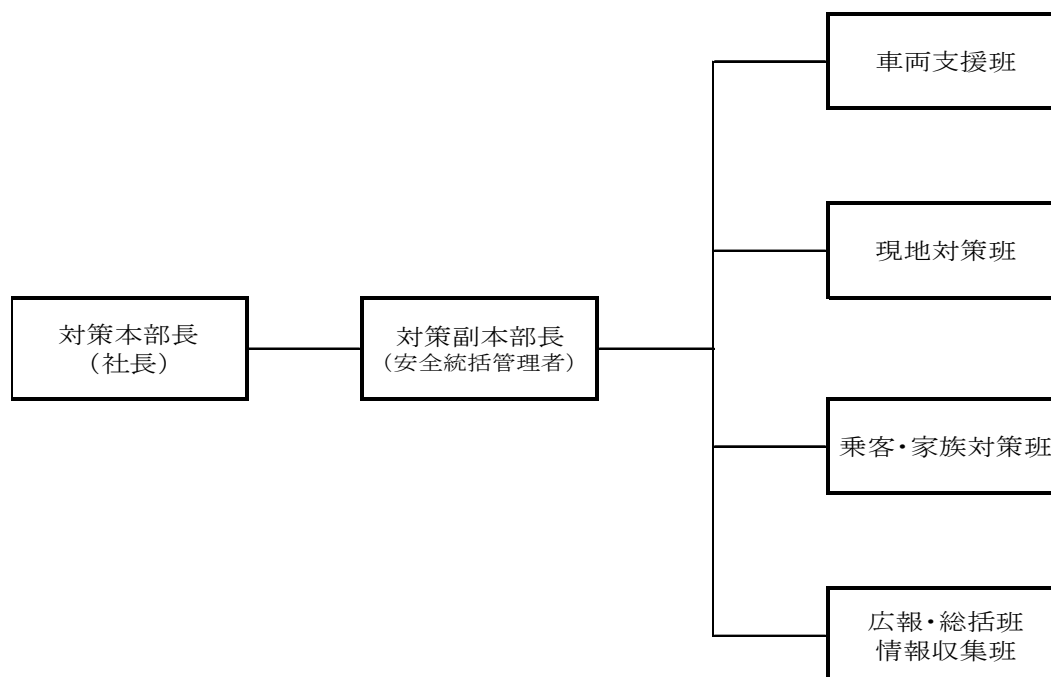 車両支援班
現地対策班
対策本部長
（社長）
対策副本部長
（安全統括管理者）
乗客・家族対策班
広報・総括班
情報収集班